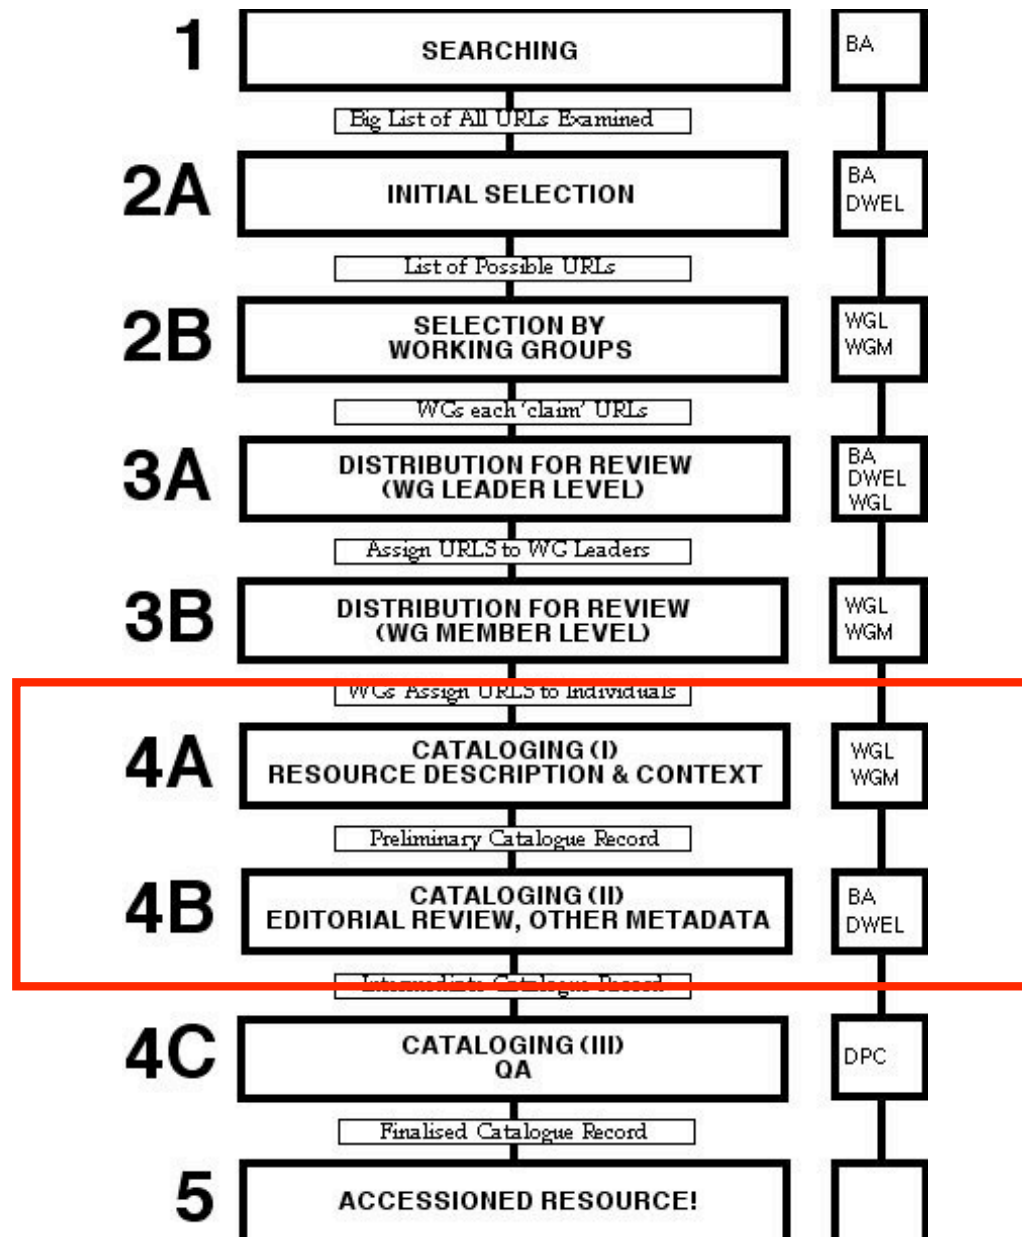 1
SEARCHING
BA
Big List of All URLs Examined
2A
INITIAL SELECTION
BA
DWEL
List of Possible URLs
2B
SELECTION BY
WORKING GROUPS
WGL
WGM
WGs each 'claim' URLs
3A
DISTRIBUTION FOR REVIEW
(WG LEADER LEVEL)
BA
DWEL
WGL
Assign URLS to WG Leaders
3B
DISTRIBUTION FOR REVIEW
(WG MEMBER LEVEL)
WGL
WGM
WGs Assign URLS to Individuals
4A
CATALOGING (I)
RESOURCE DESCRIPTION & CONTEXT
WGL
WGM
Preliminary Catalogue Record
4B
CATALOGING (II)
EDITORIAL REVIEW, OTHER METADATA
BA
DWEL
Intermediate Catalogue Record
4C
CATALOGING (III)
QA
DPC
Finalised Catalogue Record
5
ACCESSIONED RESOURCE!